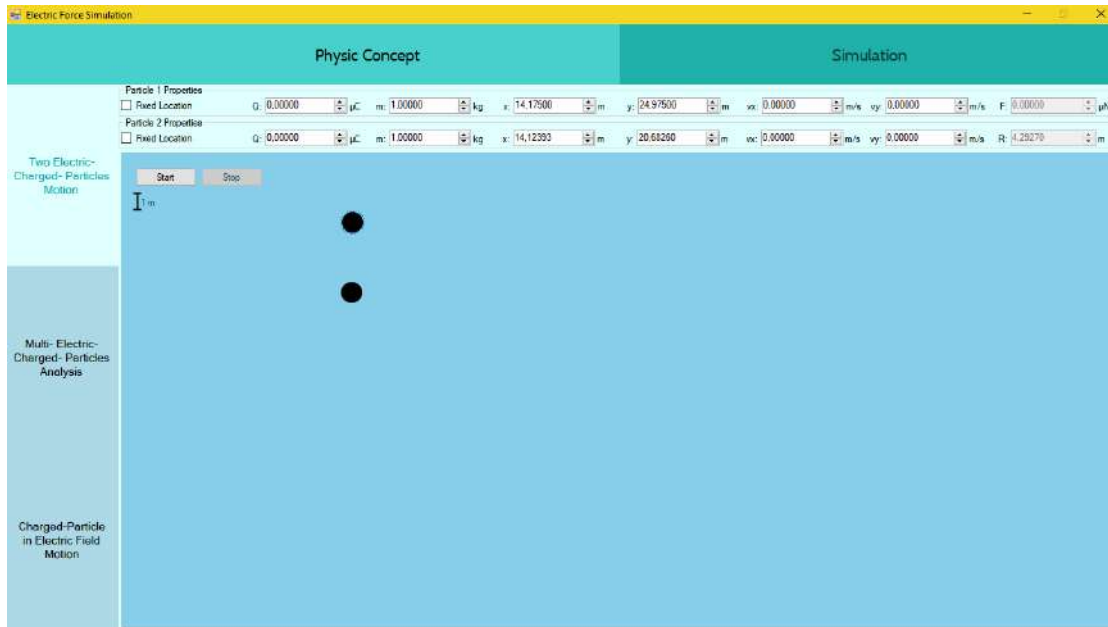 Electric Force Simulation
Physic Concept
Simulation
Particle 1 Properties
Fixed Location Q: 0,00000 µC m: 1,00000 kg x: 14,17500 m y: 24,97500 m vx: 0,00000 m/s vy: 0,00000 m/s F: 0,00000 µN
Particle 2 Properties
Fixed Location Q: 0,00000 µC m: 1,00000 kg x: 14,12393 m y: 20,68260 m vx: 0,00000 m/s vy: 0,00000 m/s R: 4,29270 m
Two Electric-
Charged- Particles
Motion
Start Stop
1 m
Multi- Electric-
Charged- Particles
Analysis
Charged-Particle
in Electric Field
Motion